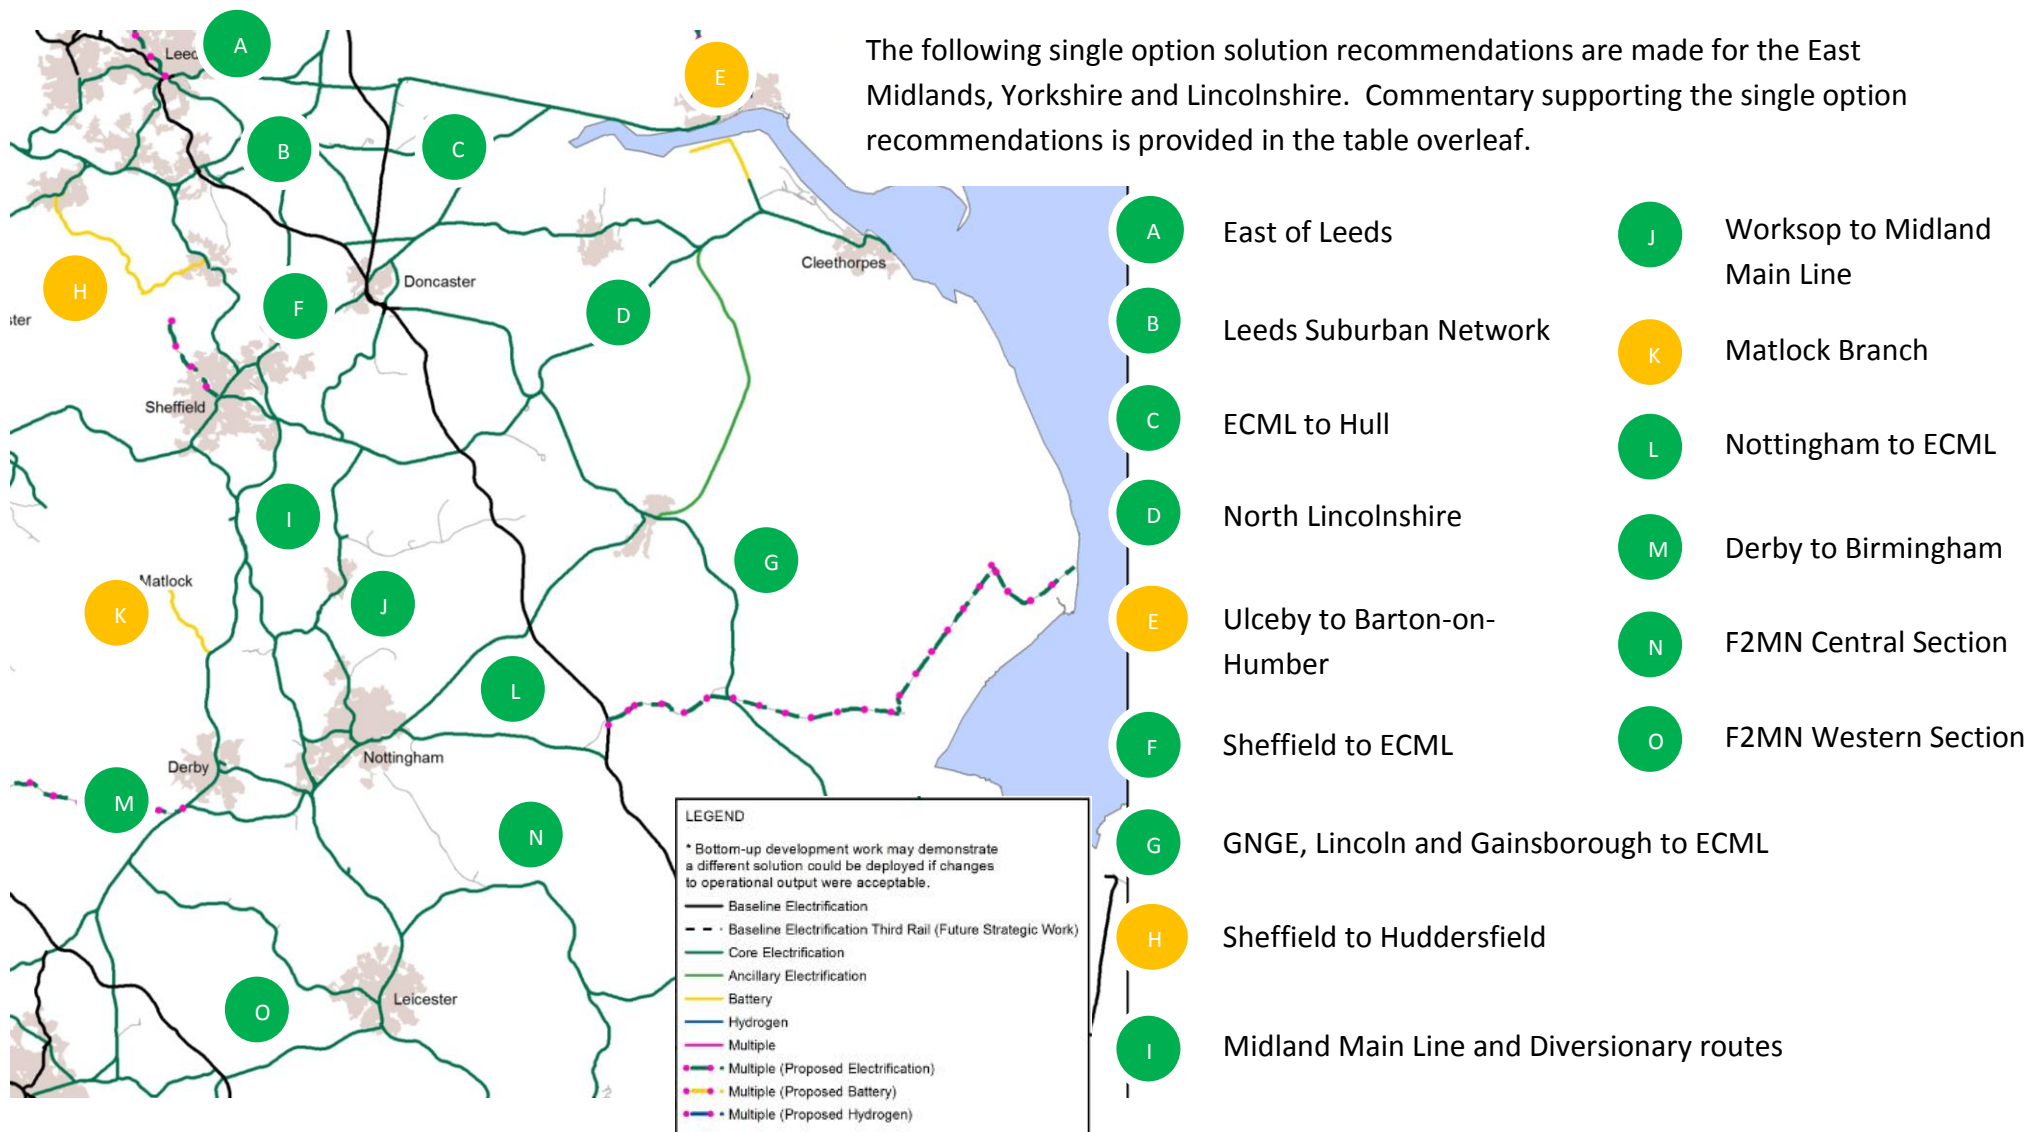 The following single option solution recommendations are made for the East
Midlands, Yorkshire and Lincolnshire. Commentary supporting the single option
recommendations is provided in the table overleaf.
A
E
B
C
H
F
D
I
G
K
J
L
M
N
O
Doncaster
Cleethorpes
Sheffield
Matlock
Nottingham
Derby
Leicester
A East of Leeds
B Leeds Suburban Network
C ECML to Hull
D North Lincolnshire
E Ulceby to Barton-on-
Humber
F Sheffield to ECML
G GNGE, Lincoln and Gainsborough to ECML
H Sheffield to Huddersfield
I Midland Main Line and Diversionary routes
J Worksop to Midland
Main Line
K Matlock Branch
L Nottingham to ECML
M Derby to Birmingham
N F2MN Central Section
O F2MN Western Section
LEGEND
* Bottom-up development work may demonstrate
a different solution could be deployed if changes
to operational output were acceptable.
Baseline Electrification
Baseline Electrification Third Rail (Future Strategic Work)
Core Electrification
Ancillary Electrification
Battery
Hydrogen
Multiple
Multiple (Proposed Electrification)
Multiple (Proposed Battery)
Multiple (Proposed Hydrogen)